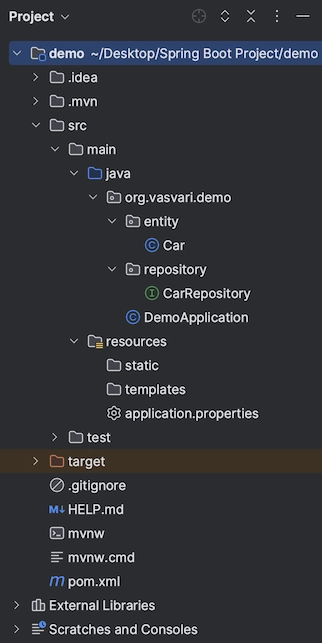 Project
demo ~/Desktop/Spring Boot Project/demo
.idea
.mvn
src
main
java
org.vasvari.demo
entity
C Car
repository
I CarRepository
C DemoApplication
resources
static
templates
application.properties
test
target
.gitignore
M↓ HELP.md
mvnw
mvnw.cmd
m pom.xml
External Libraries
Scratches and Consoles